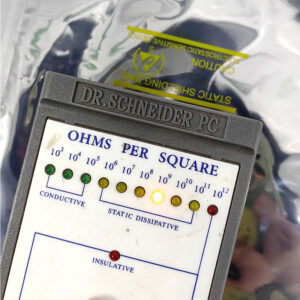 CAUTION
STATIC SHIELDING
DR. SCHNEIDER PC
OHMS PER SQUARE
10³ 10⁴ 10⁵ 10⁶ 10⁷ 10⁸ 10⁹ 10¹⁰ 10¹¹ 10¹²
CONDUCTIVE
STATIC DISSIPATIVE
INSULATIVE